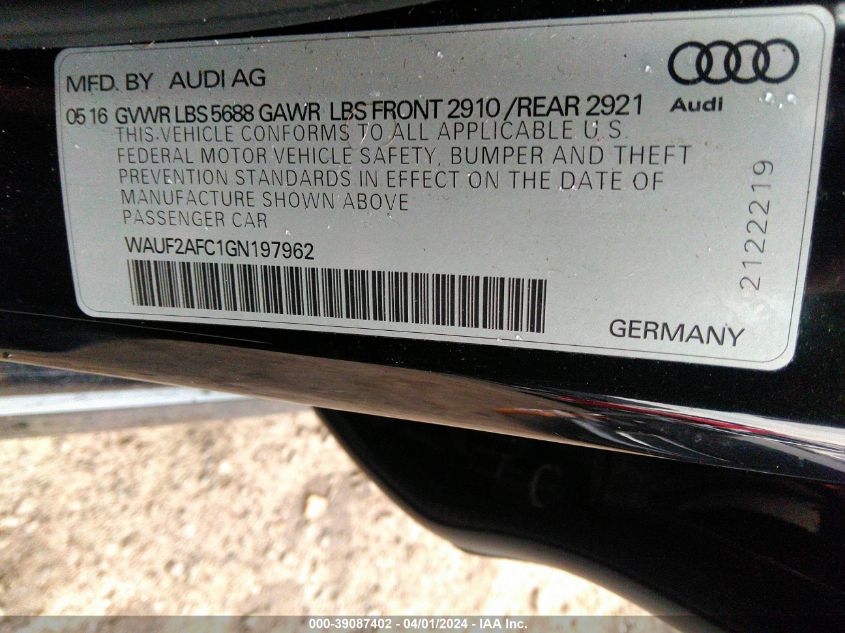 MFD. BY AUDI AG
Audi
05 16 GVWR LBS 5688 GAWR LBS FRONT 2910 /REAR 2921
THIS VEHICLE CONFORMS TO ALL APPLICABLE U.S.
FEDERAL MOTOR VEHICLE SAFETY, BUMPER AND THEFT
PREVENTION STANDARDS IN EFFECT ON THE DATE OF
MANUFACTURE SHOWN ABOVE
PASSENGER CAR
WAUF2AFC1GN197962
2122219
GERMANY
000-39087402 - 04/01/2024 - IAA Inc.